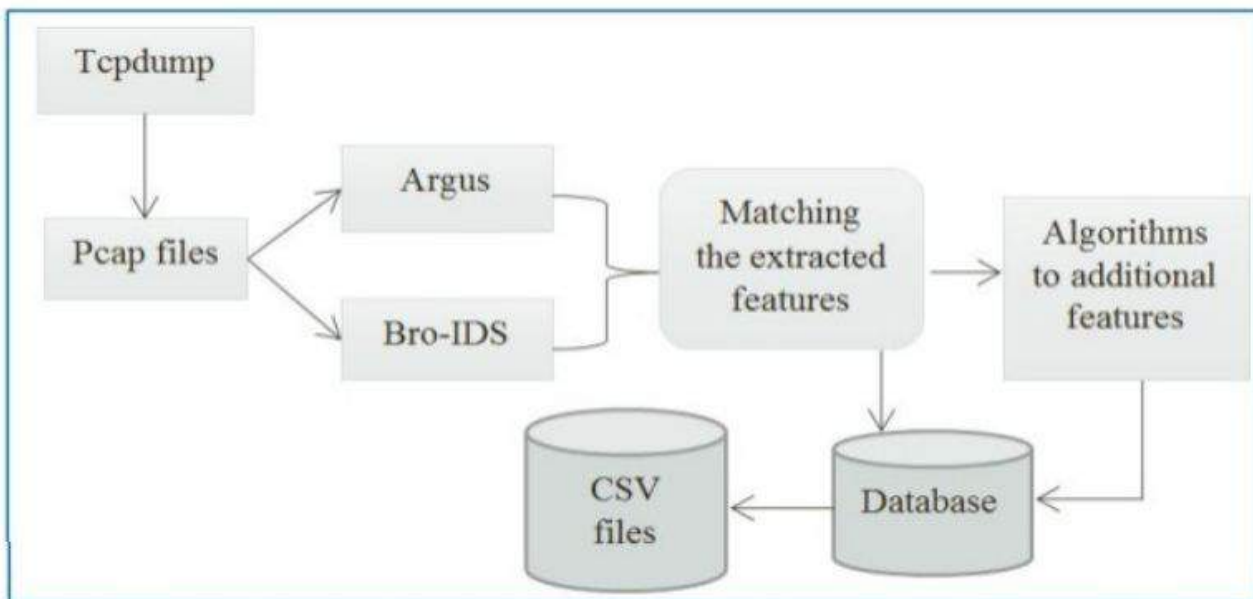 Tcpdump
Pcap files
Argus
Bro-IDS
Matching
the extracted
features
Algorithms
to additional
features
Database
CSV
files